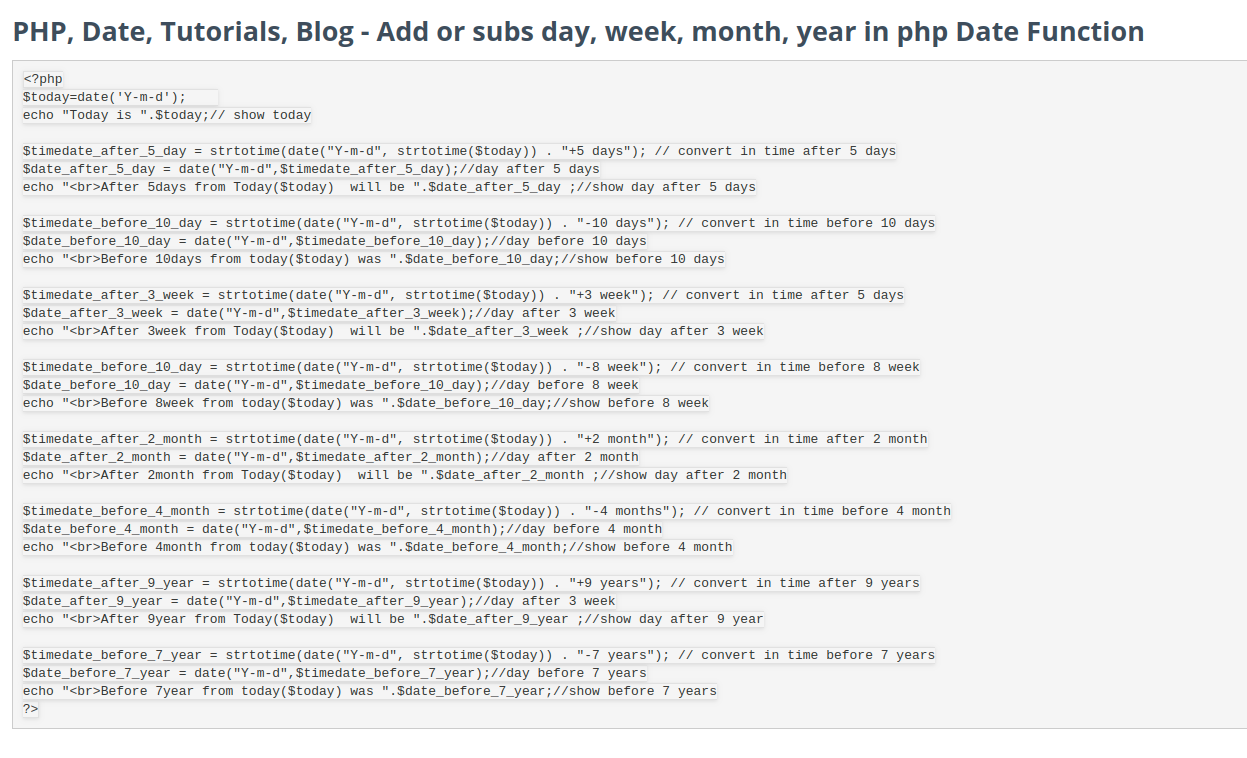 PHP, Date, Tutorials, Blog - Add or subs day, week, month, year in php Date Function
<?php
$today=date('Y-m-d');
echo "Today is ".$today;// show today
$timedate_after_5_day = strtotime(date("Y-m-d", strtotime($today)) . "+5 days"); // convert in time after 5 days
$date_after_5_day = date("Y-m-d",$timedate_after_5_day);//day after 5 days
echo "<br>After 5days from Today($today)  will be ".$date_after_5_day ;//show day after 5 days
$timedate_before_10_day = strtotime(date("Y-m-d", strtotime($today)) . "-10 days"); // convert in time before 10 days
$date_before_10_day = date("Y-m-d",$timedate_before_10_day);//day before 10 days
echo "<br>Before 10days from today($today) was ".$date_before_10_day;//show before 10 days
$timedate_after_3_week = strtotime(date("Y-m-d", strtotime($today)) . "+3 week"); // convert in time after 5 days
$date_after_3_week = date("Y-m-d",$timedate_after_3_week);//day after 3 week
echo "<br>After 3week from Today($today)  will be ".$date_after_3_week ;//show day after 3 week
$timedate_before_10_day = strtotime(date("Y-m-d", strtotime($today)) . "-8 week"); // convert in time before 8 week
$date_before_10_day = date("Y-m-d",$timedate_before_10_day);//day before 8 week
echo "<br>Before 8week from today($today) was ".$date_before_10_day;//show before 8 week
$timedate_after_2_month = strtotime(date("Y-m-d", strtotime($today)) . "+2 month"); // convert in time after 2 month
$date_after_2_month = date("Y-m-d",$timedate_after_2_month);//day after 2 month
echo "<br>After 2month from Today($today)  will be ".$date_after_2_month ;//show day after 2 month
$timedate_before_4_month = strtotime(date("Y-m-d", strtotime($today)) . "-4 months"); // convert in time before 4 month
$date_before_4_month = date("Y-m-d",$timedate_before_4_month);//day before 4 month
echo "<br>Before 4month from today($today) was ".$date_before_4_month;//show before 4 month
$timedate_after_9_year = strtotime(date("Y-m-d", strtotime($today)) . "+9 years"); // convert in time after 9 years
$date_after_9_year = date("Y-m-d",$timedate_after_9_year);//day after 3 week
echo "<br>After 9year from Today($today)  will be ".$date_after_9_year ;//show day after 9 year
$timedate_before_7_year = strtotime(date("Y-m-d", strtotime($today)) . "-7 years"); // convert in time before 7 years
$date_before_7_year = date("Y-m-d",$timedate_before_7_year);//day before 7 years
echo "<br>Before 7year from today($today) was ".$date_before_7_year;//show before 7 years
?>